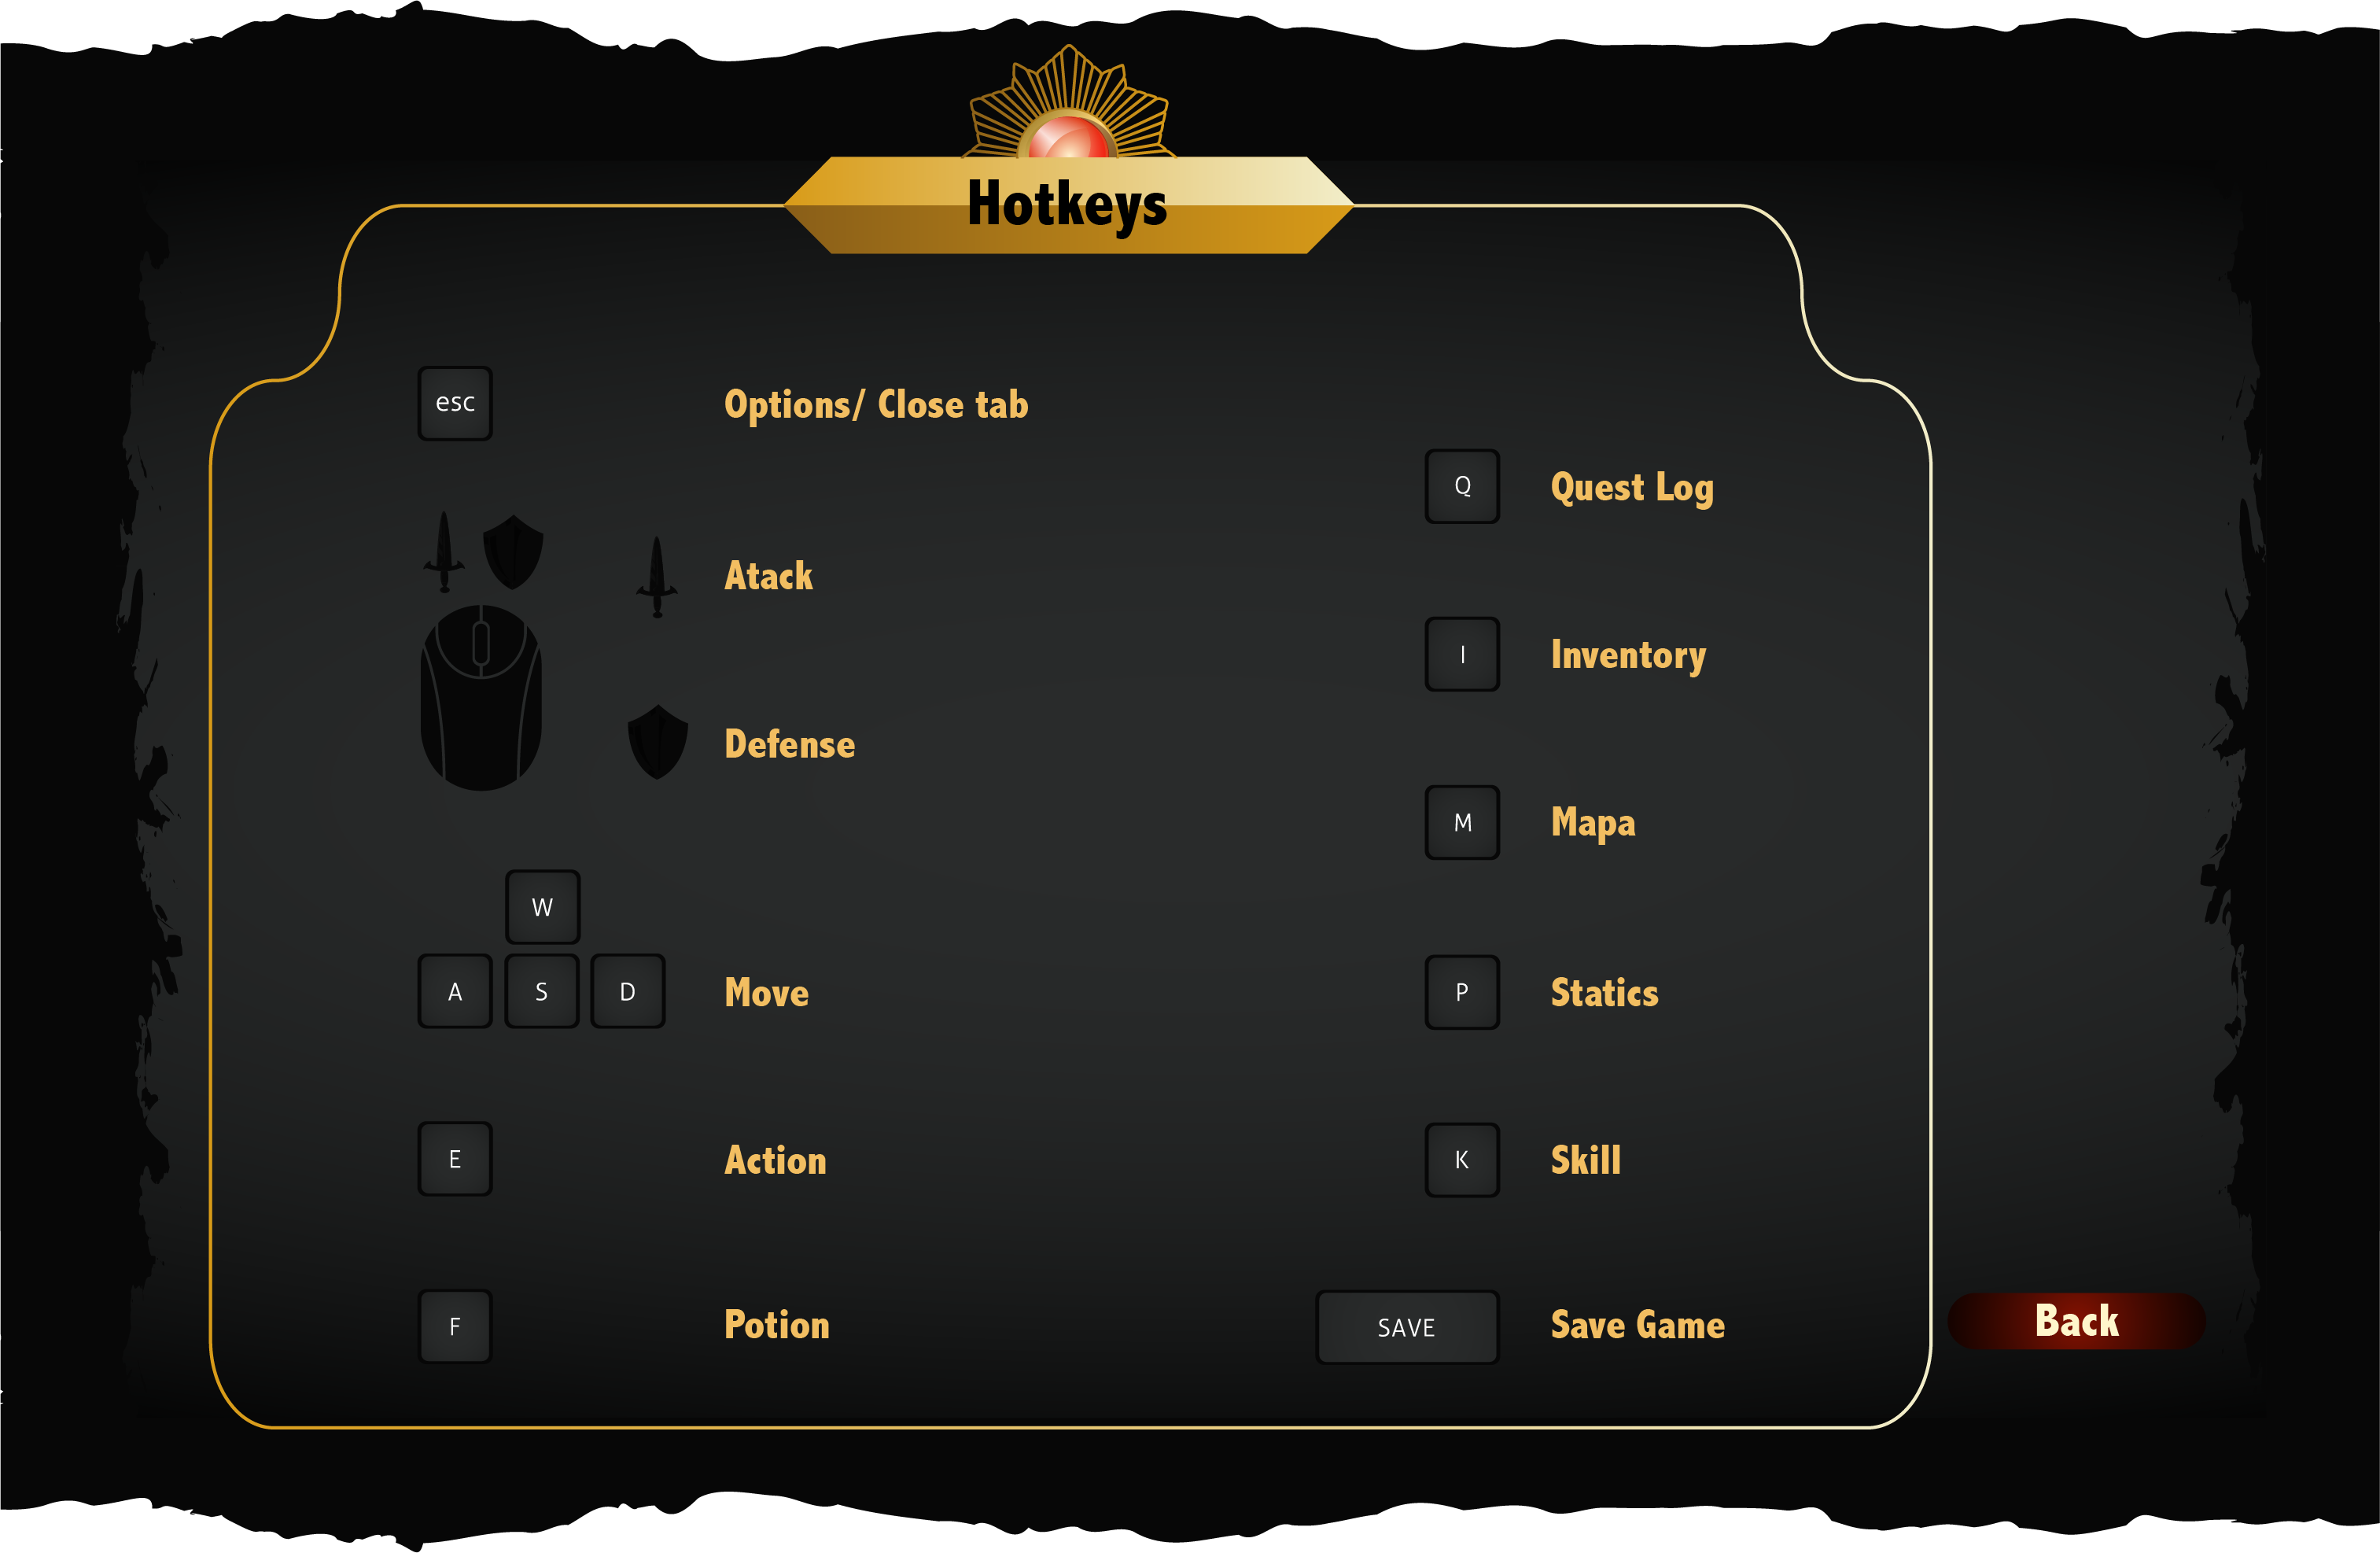 Hotkeys
esc Options/ Close tab
Atack
Defense
W
A S D Move
E Action
F Potion
Q Quest Log
I Inventory
M Mapa
P Statics
K Skill
SAVE Save Game
Back